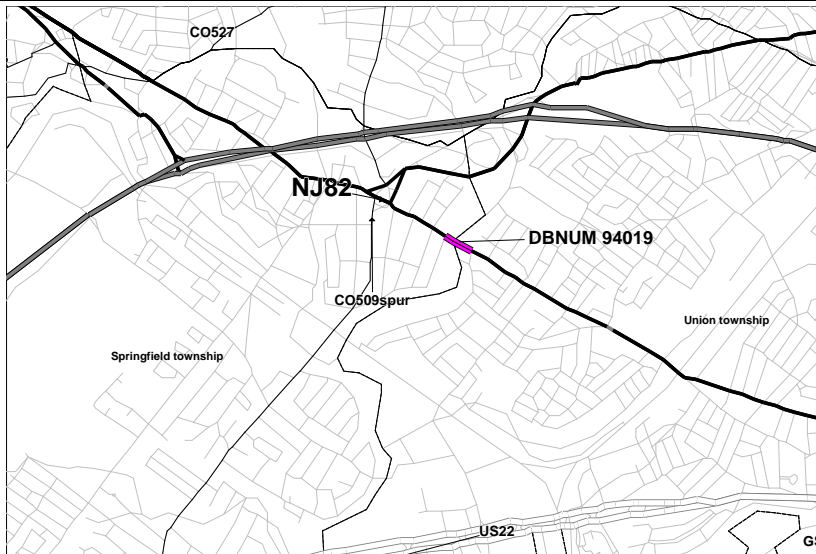 CO527
NJ82
DBNUM 94019
CO509spur
Union township
Springfield township
US22